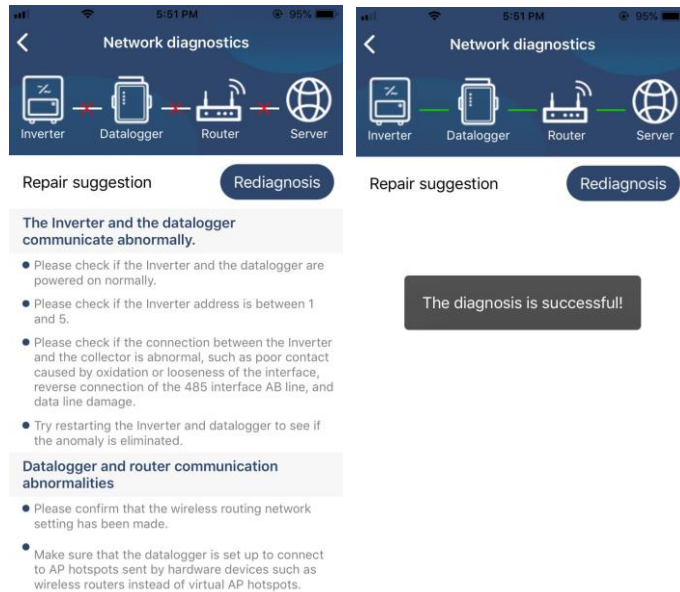 5:51 PM
95%
Network diagnostics
Inverter
Datalogger
Router
Server
Repair suggestion
Rediagnosis
The Inverter and the datalogger
communicate abnormally.
Please check if the Inverter and the datalogger are
powered on normally.
Please check if the Inverter address is between 1
and 5.
Please check if the connection between the Inverter
and the collector is abnormal, such as poor contact
caused by oxidation or looseness of the interface,
reverse connection of the 485 interface AB line, and
data line damage.
Try restarting the Inverter and datalogger to see if
the anomaly is eliminated.
Datalogger and router communication
abnormalities
Please confirm that the wireless routing network
setting has been made.
Make sure that the datalogger is set up to connect
to AP hotspots sent by hardware devices such as
wireless routers instead of virtual AP hotspots.
5:51 PM
95%
Network diagnostics
Inverter
Datalogger
Router
Server
Repair suggestion
Rediagnosis
The diagnosis is successful!